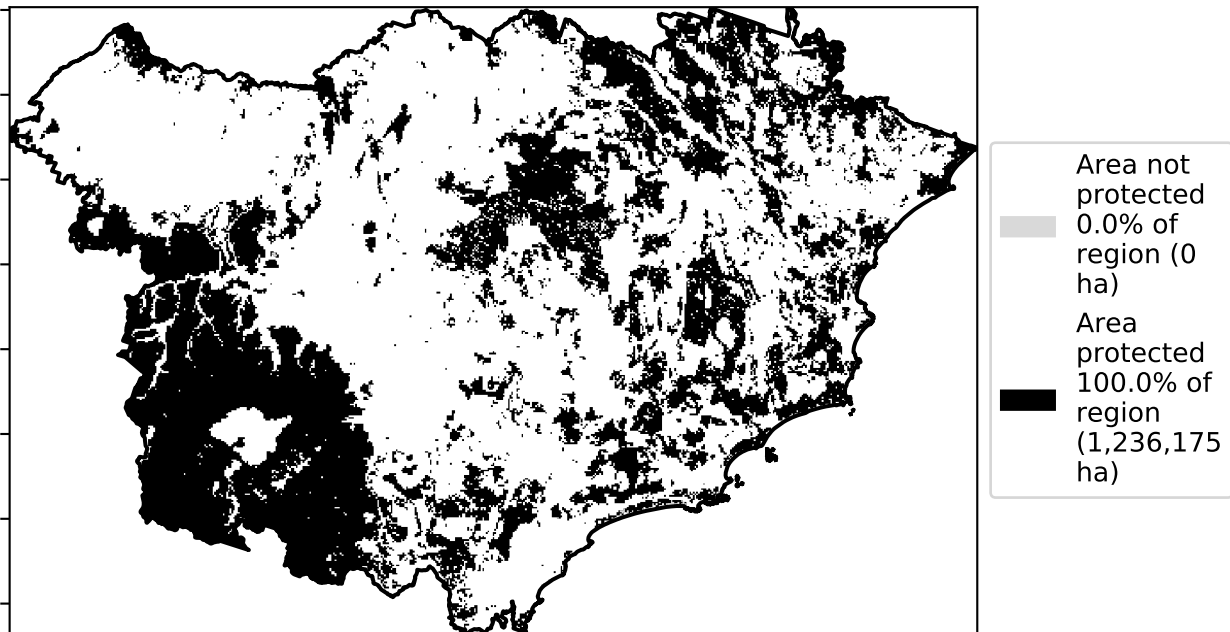 Area not
protected
0.0% of
region (0
ha)
Area
protected
100.0% of
region
(1,236,175
ha)